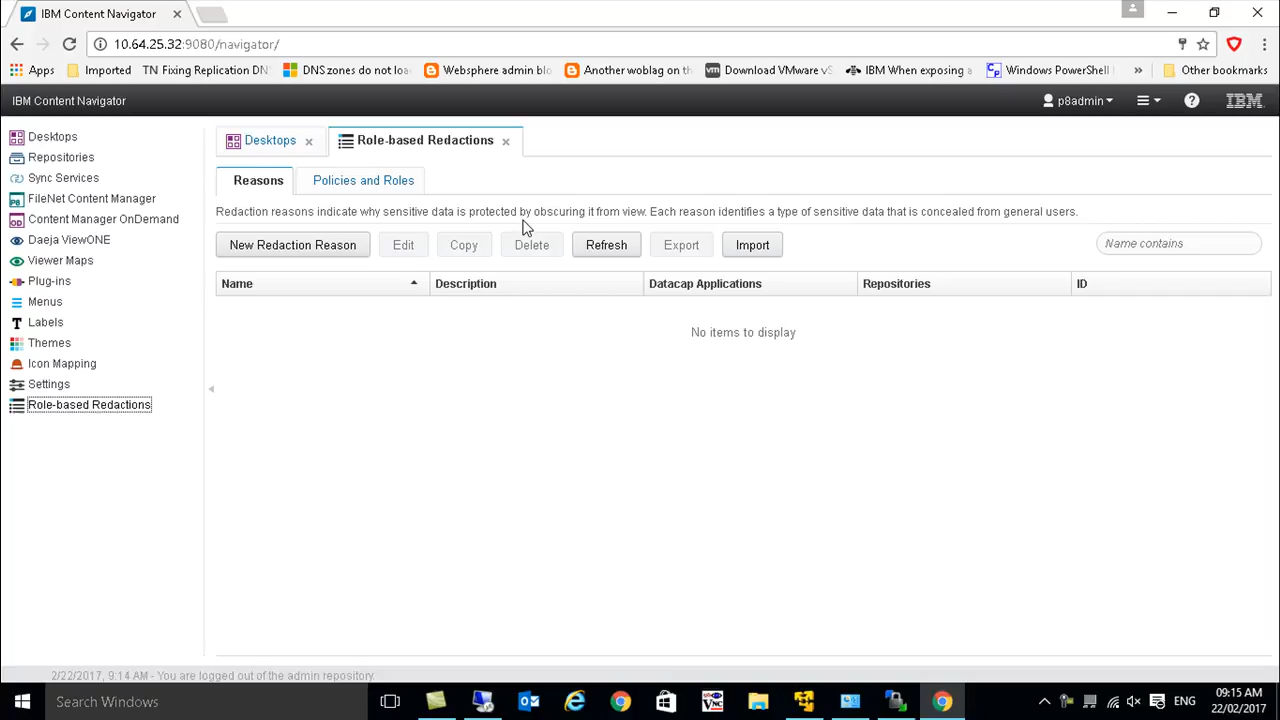 IBM Content Navigator
10.64.25.32:9080/navigator/
Apps Imported TN Fixing Replication DN DNS zones do not loa Websphere admin blo Another woblag on th vm Download VMware vS IBM When exposing a Windows PowerShell » Other bookmarks
IBM Content Navigator p8admin ? IBM
Desktops
Repositories
Sync Services
P8 FileNet Content Manager
OD Content Manager OnDemand
Daeja ViewONE
Viewer Maps
Plug-ins
Menus
T Labels
Themes
Icon Mapping
Settings
Role-based Redactions
Desktops x Role-based Redactions x
Reasons Policies and Roles
Redaction reasons indicate why sensitive data is protected by obscuring it from view. Each reason identifies a type of sensitive data that is concealed from general users.
New Redaction Reason Edit Copy Delete Refresh Export Import Name contains
Name Description Datacap Applications Repositories ID
No items to display
2/22/2017, 9:14 AM - You are logged out of the admin repository.
Search Windows ENG 09:15 AM
22/02/2017